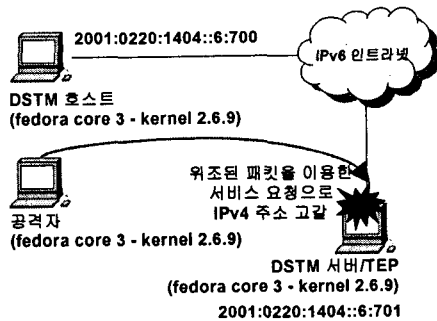 2001:0220:1404::6:700
IPv6 인트라넷
DSTM 호스트
(fedora core 3 - kernel 2.6.9)
위조된 패킷을 이용한
서비스 요청으로
IPv4 주소 고갈
공격자
(fedora core 3 - kernel 2.6.9)
DSTM 서버/TEP
(fedora core 3 - kernel 2.6.9)
2001:0220:1404::6:701